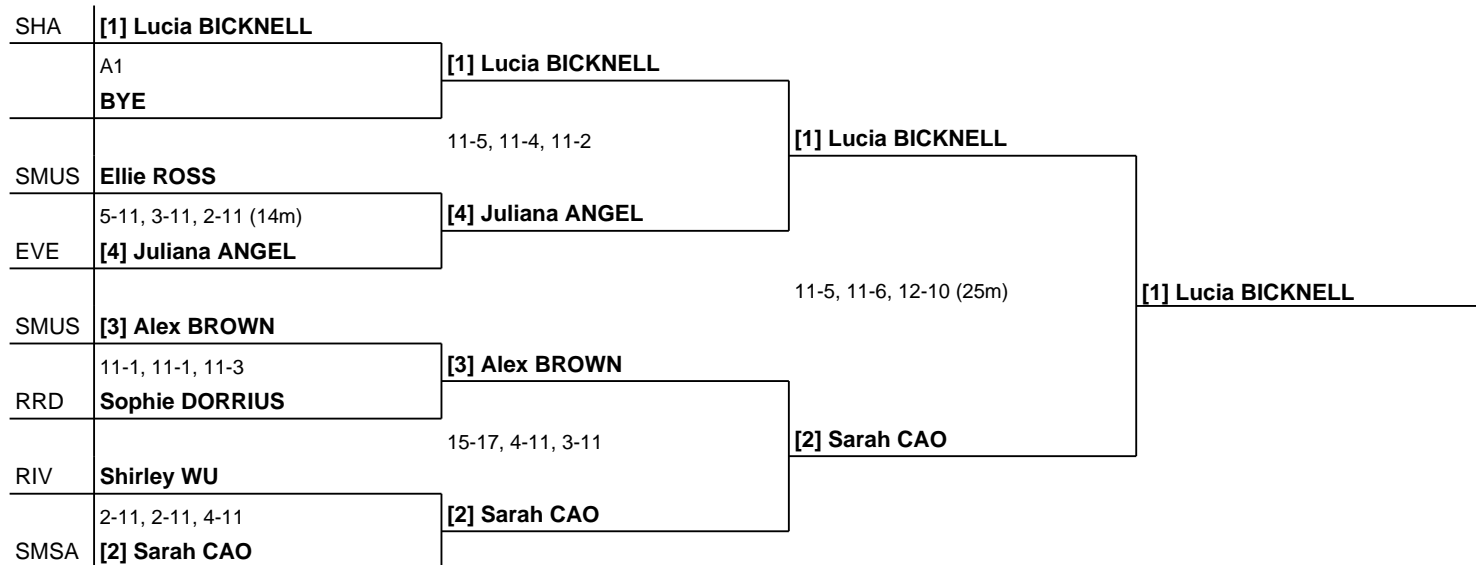 SHA [1] Lucia BICKNELL
A1 [1] Lucia BICKNELL
BYE
11-5, 11-4, 11-2 [1] Lucia BICKNELL
SMUS Ellie ROSS
5-11, 3-11, 2-11 (14m) [4] Juliana ANGEL
EVE [4] Juliana ANGEL
11-5, 11-6, 12-10 (25m) [1] Lucia BICKNELL
SMUS [3] Alex BROWN
11-1, 11-1, 11-3 [3] Alex BROWN
RRD Sophie DORRIUS
15-17, 4-11, 3-11 [2] Sarah CAO
RIV Shirley WU
2-11, 2-11, 4-11 [2] Sarah CAO
SMSA [2] Sarah CAO